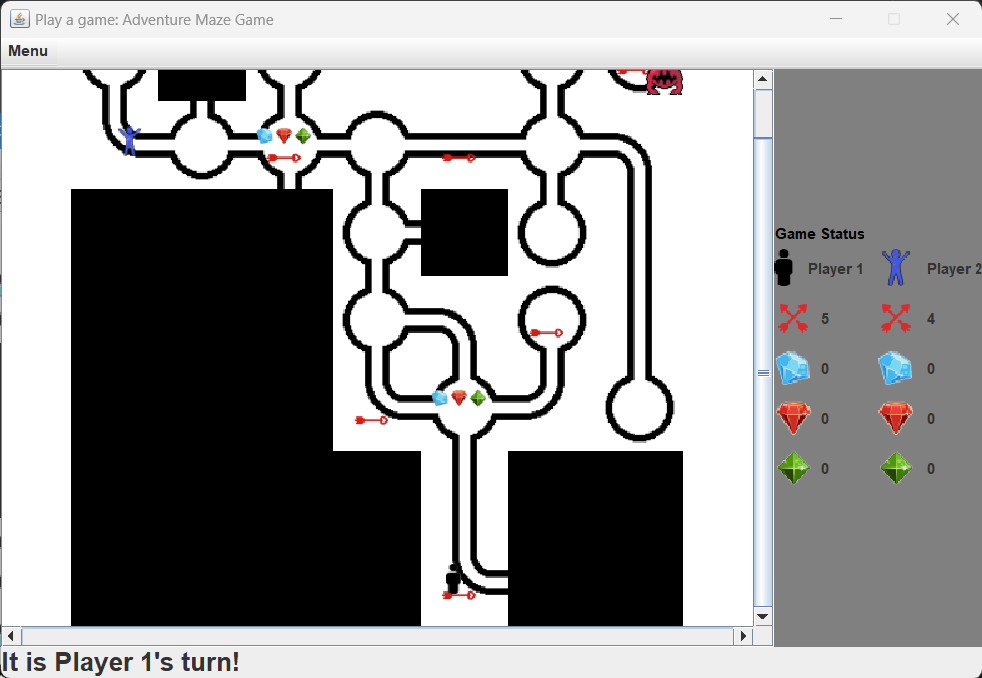 Play a game: Adventure Maze Game
Menu
Game Status
Player 1 Player 2
5 4
0 0
0 0
0 0
It is Player 1's turn!